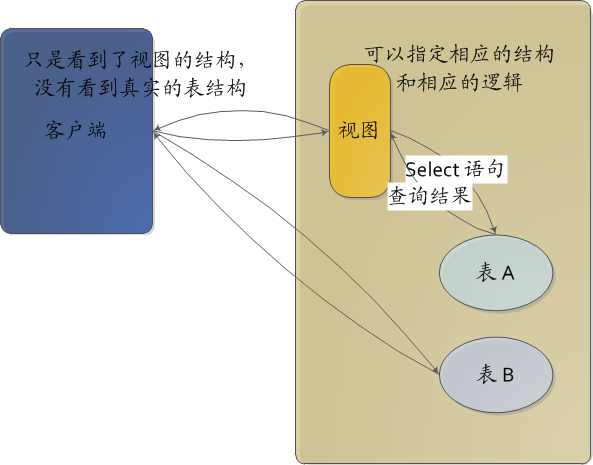 只是看到了视图的结构，
没有看到真实的表结构
客户端
可以指定相应的结构
和相应的逻辑
视图
Select 语句
查询结果
表 A
表 B